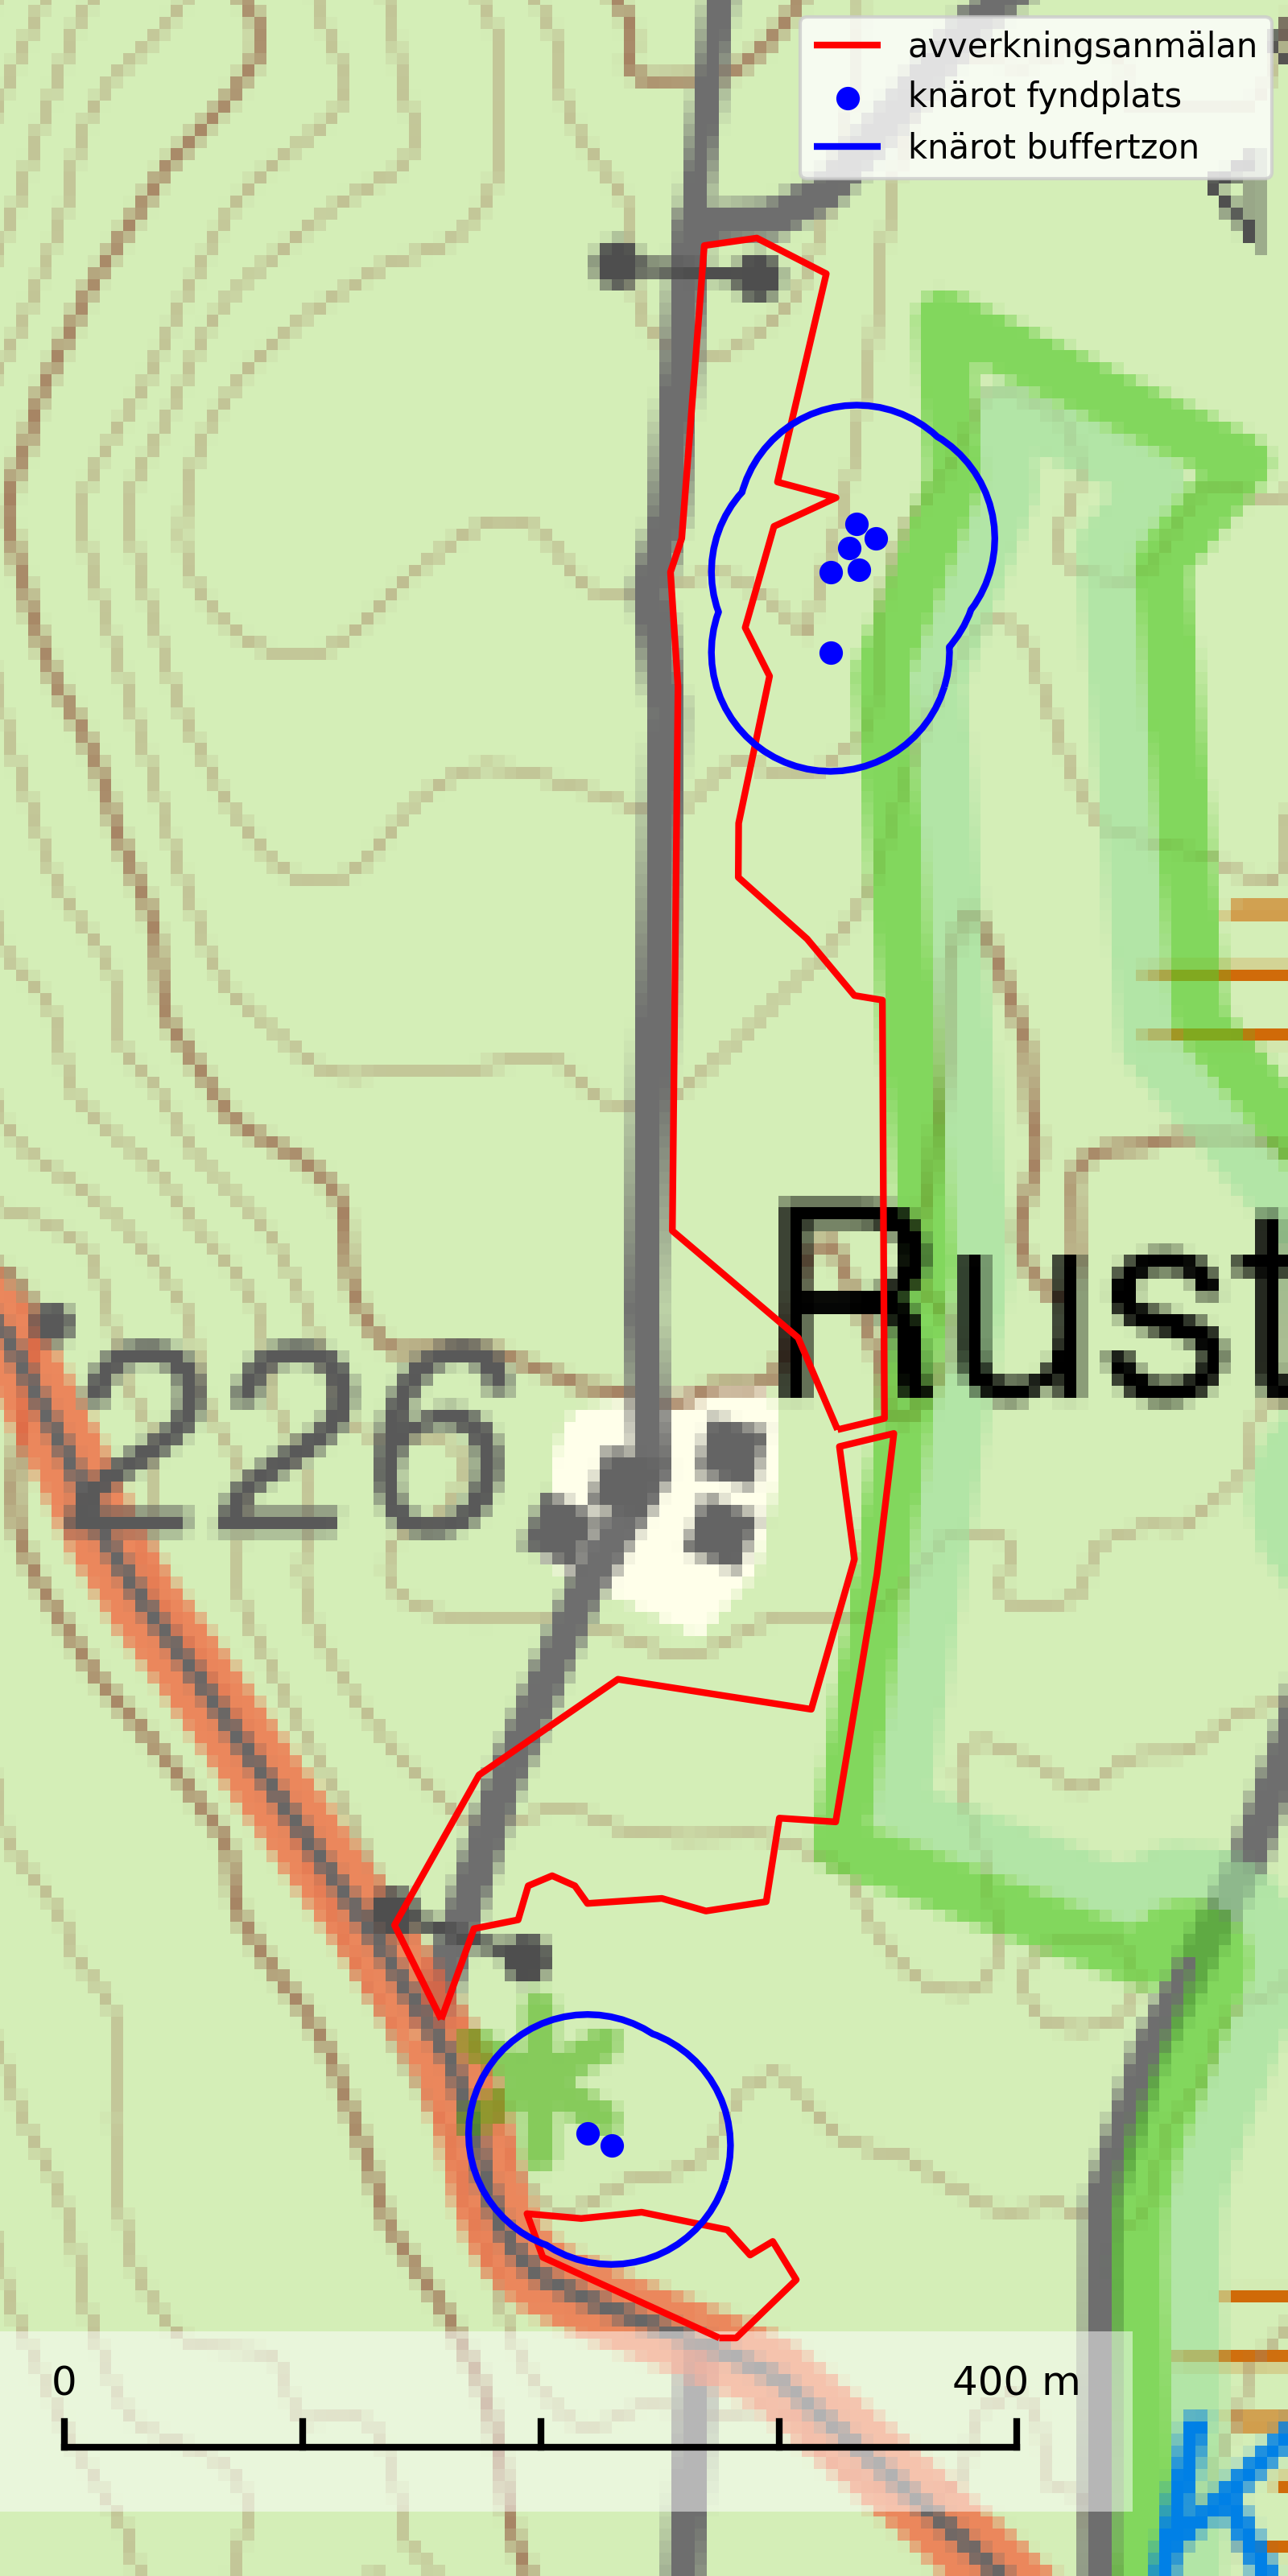 avverkningsanmälan
knärot fyndplats
knärot buffertzon
Rust
226
0 400 m
K